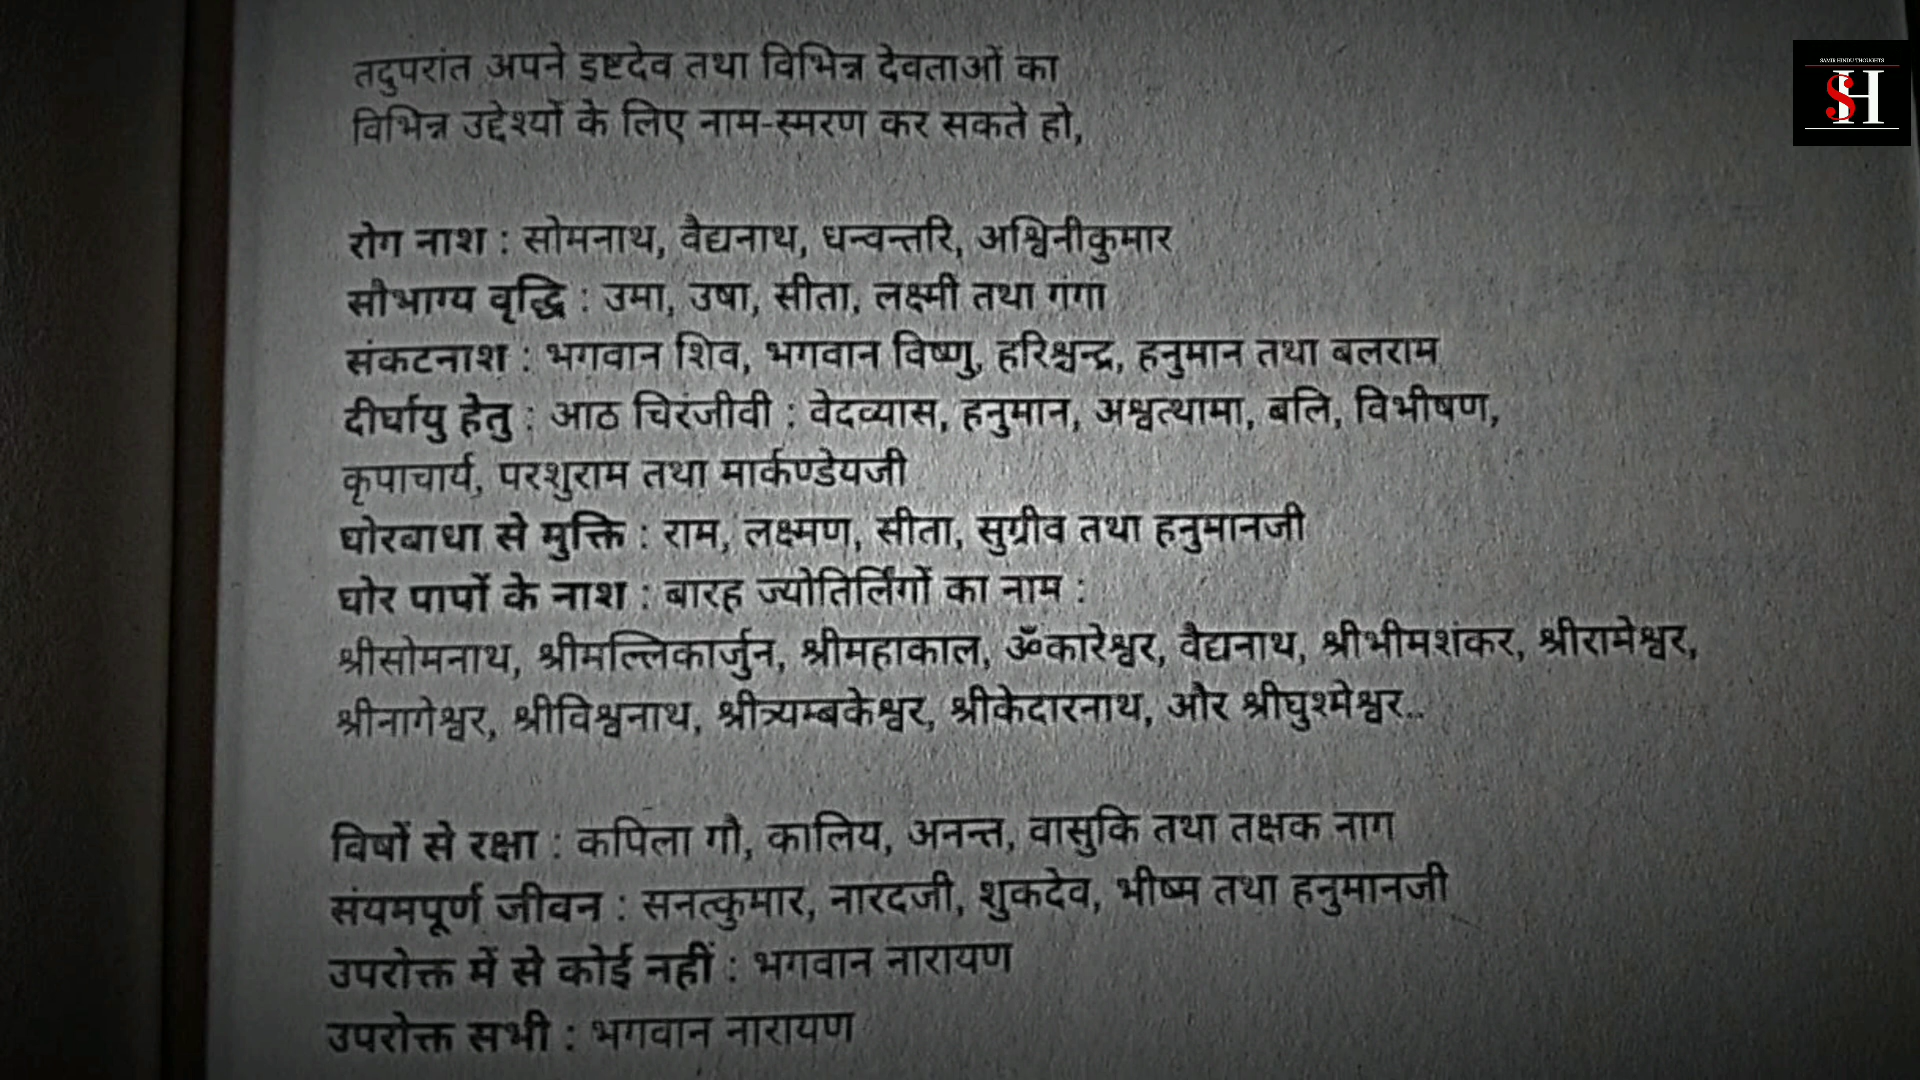 तदुपरांत अपने इष्टदेव तथा विभिन्न देवताओं का
विभिन्न उद्देश्यों के लिए नाम-स्मरण कर सकते हो,
रोग नाश : सोमनाथ, वैद्यनाथ, धन्वन्तरि, अश्विनीकुमार
सौभाग्य वृद्धि : उमा, उषा, सीता, लक्ष्मी तथा गंगा
संकटनाश : भगवान शिव, भगवान विष्णु, हरिश्चन्द्र, हनुमान तथा बलराम
दीर्घायु हेतु : आठ चिरंजीवी : वेदव्यास, हनुमान, अश्वत्थामा, बलि, विभीषण,
कृपाचार्य, परशुराम तथा मार्कण्डेयजी
घोरबाधा से मुक्ति : राम, लक्ष्मण, सीता, सुग्रीव तथा हनुमानजी
घोर पापों के नाश : बारह ज्योतिर्लिंगों का नाम :
श्रीसोमनाथ, श्रीमल्लिकार्जुन, श्रीमहाकाल, ॐकारेश्वर, वैद्यनाथ, श्रीभीमशंकर, श्रीरामेश्वर,
श्रीनागेश्वर, श्रीविश्वनाथ, श्रीत्र्यम्बकेश्वर, श्रीकेदारनाथ, और श्रीघुश्मेश्वर..
विषों से रक्षा : कपिला गौ, कालिय, अनन्त, वासुकि तथा तक्षक नाग
संयमपूर्ण जीवन : सनत्कुमार, नारदजी, शुकदेव, भीष्म तथा हनुमानजी
उपरोक्त में से कोई नहीं : भगवान नारायण
उपरोक्त सभी : भगवान नारायण
SAMIR HINDU THOUGHTS
SH